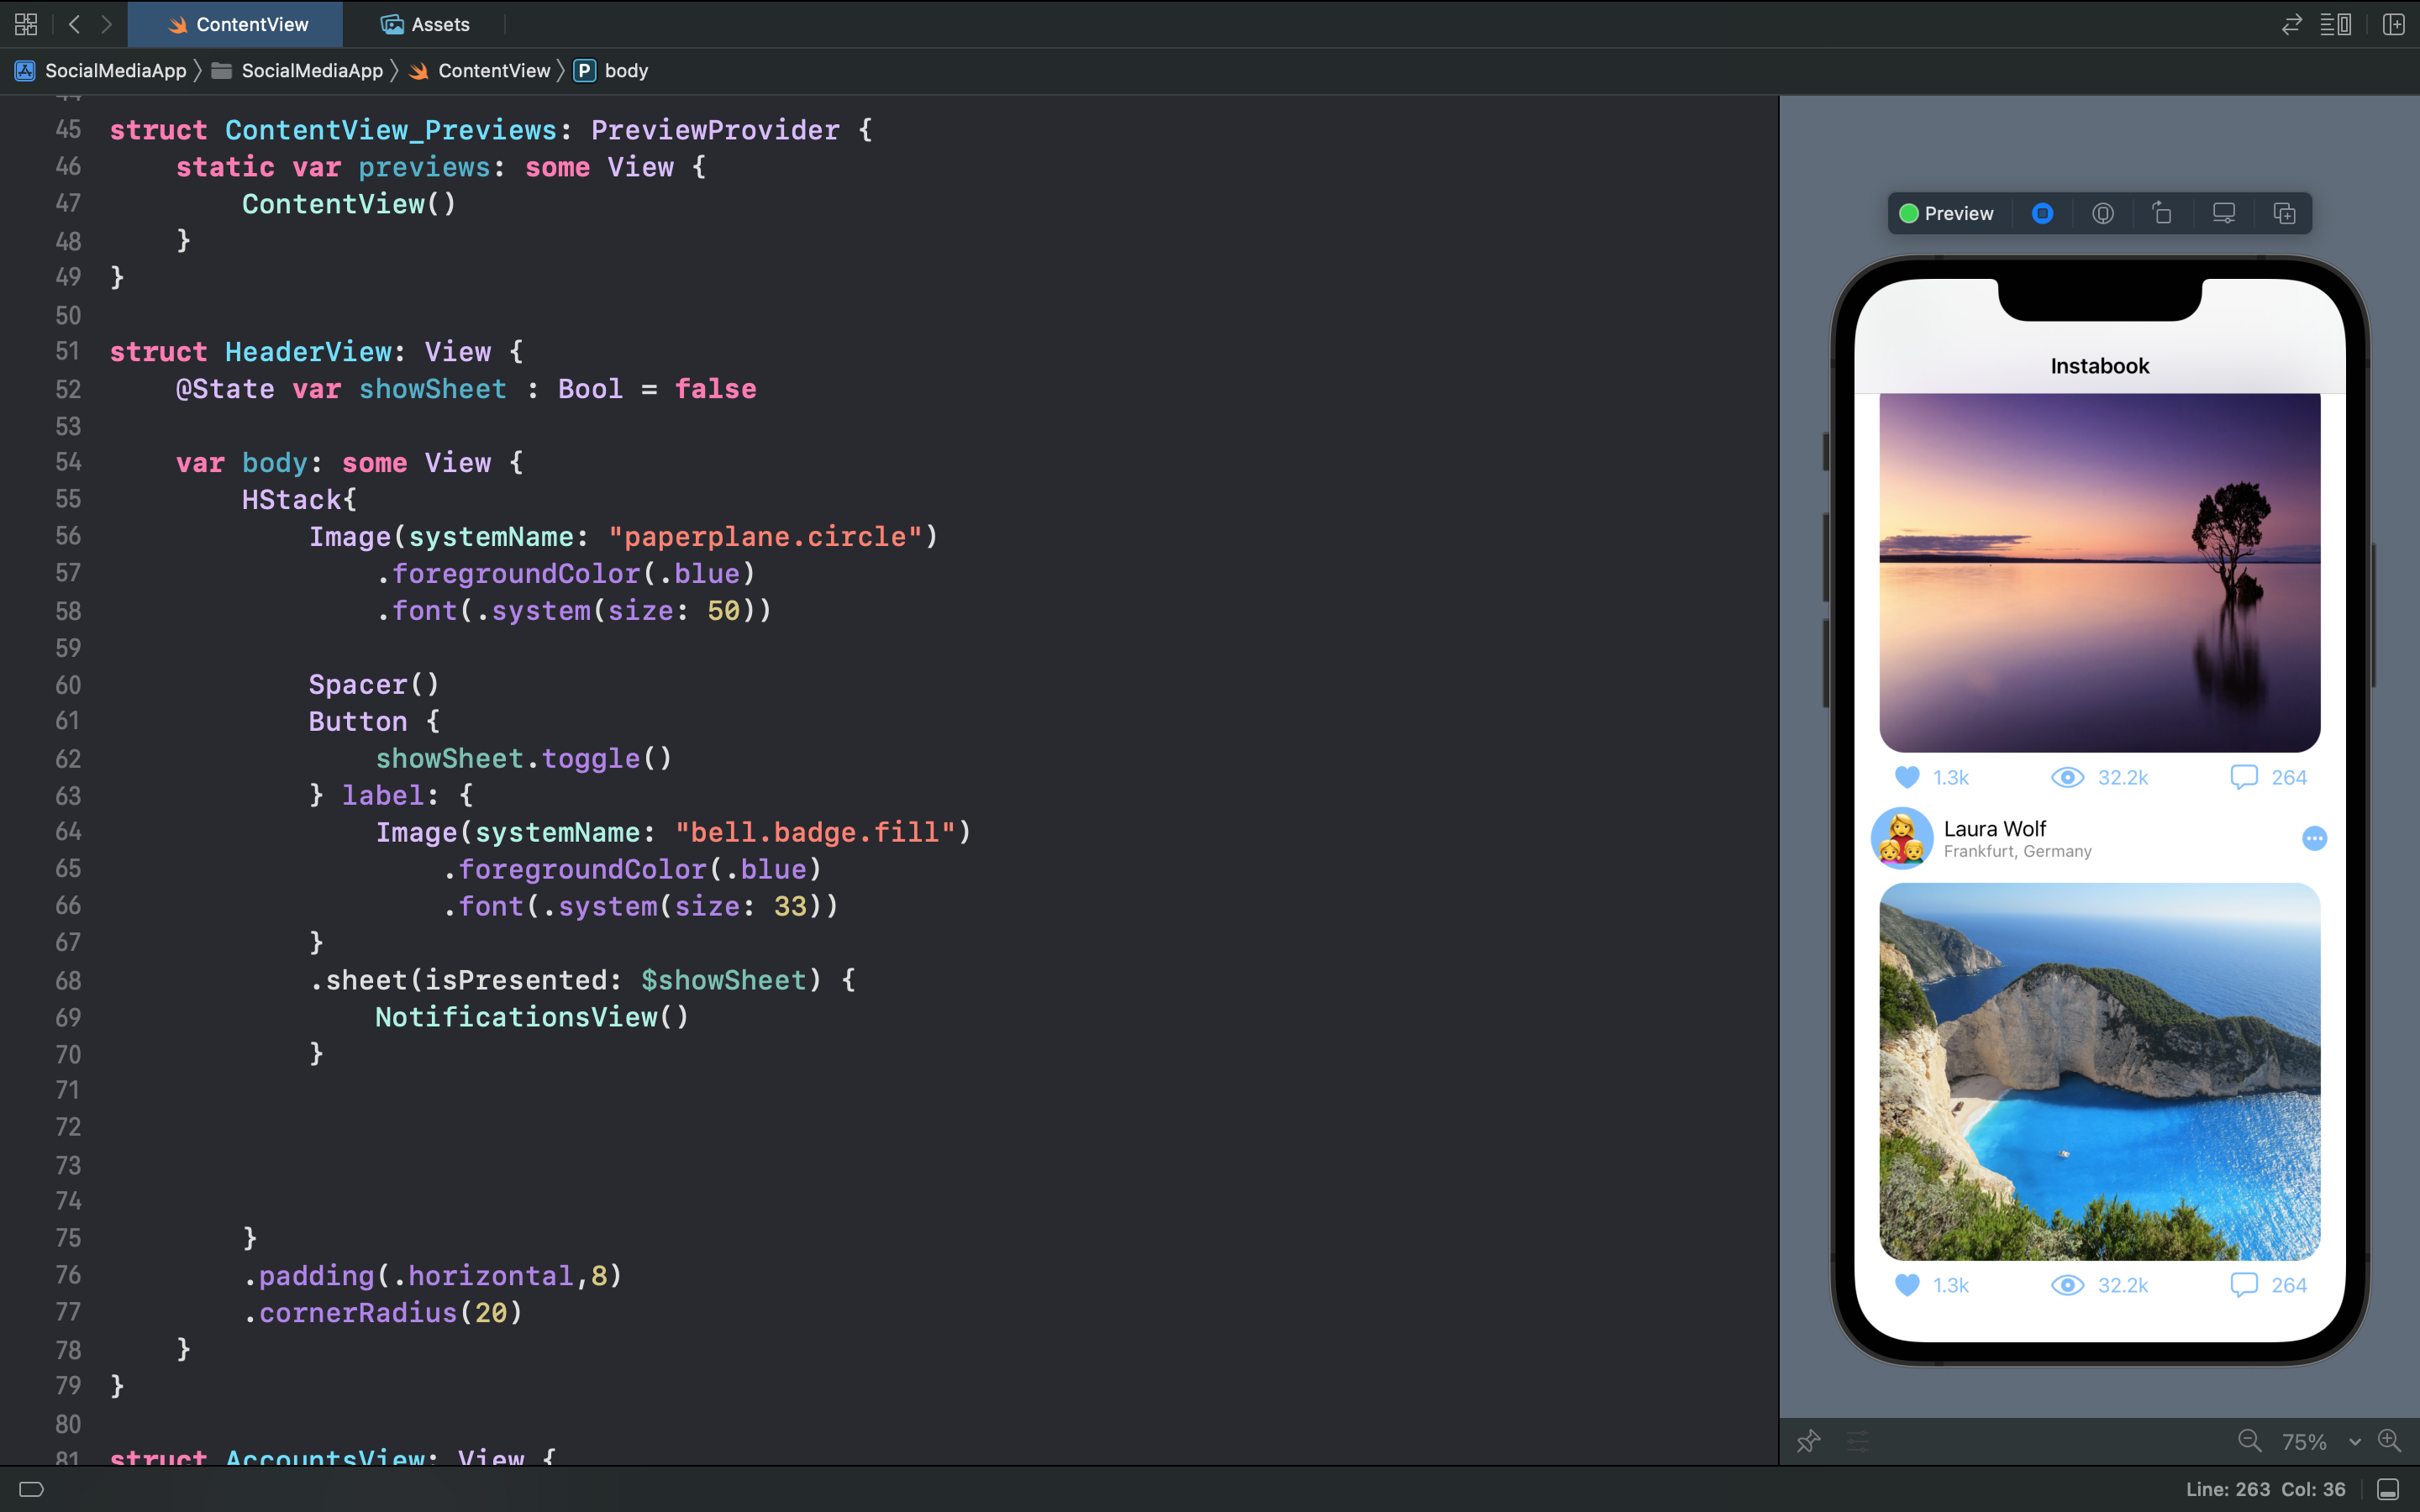 ContentView
Assets
SocialMediaApp
SocialMediaApp
ContentView
P body
44
45 struct ContentView_Previews: PreviewProvider {
46 static var previews: some View {
47 ContentView()
48 }
49 }
50
51 struct HeaderView: View {
52 @State var showSheet : Bool = false
53
54 var body: some View {
55 HStack{
56 Image(systemName: "paperplane.circle")
57 .foregroundColor(.blue)
58 .font(.system(size: 50))
59
60 Spacer()
61 Button {
62 showSheet.toggle()
63 } label: {
64 Image(systemName: "bell.badge.fill")
65 .foregroundColor(.blue)
66 .font(.system(size: 33))
67 }
68 .sheet(isPresented: $showSheet) {
69 NotificationsView()
70 }
71
72
73
74
75 }
76 .padding(.horizontal,8)
77 .cornerRadius(20)
78 }
79 }
80
81 struct AccountsView: View {
Preview
Instabook
1.3k 32.2k 264
Laura Wolf
Frankfurt, Germany
1.3k 32.2k 264
75%
Line: 263 Col: 36